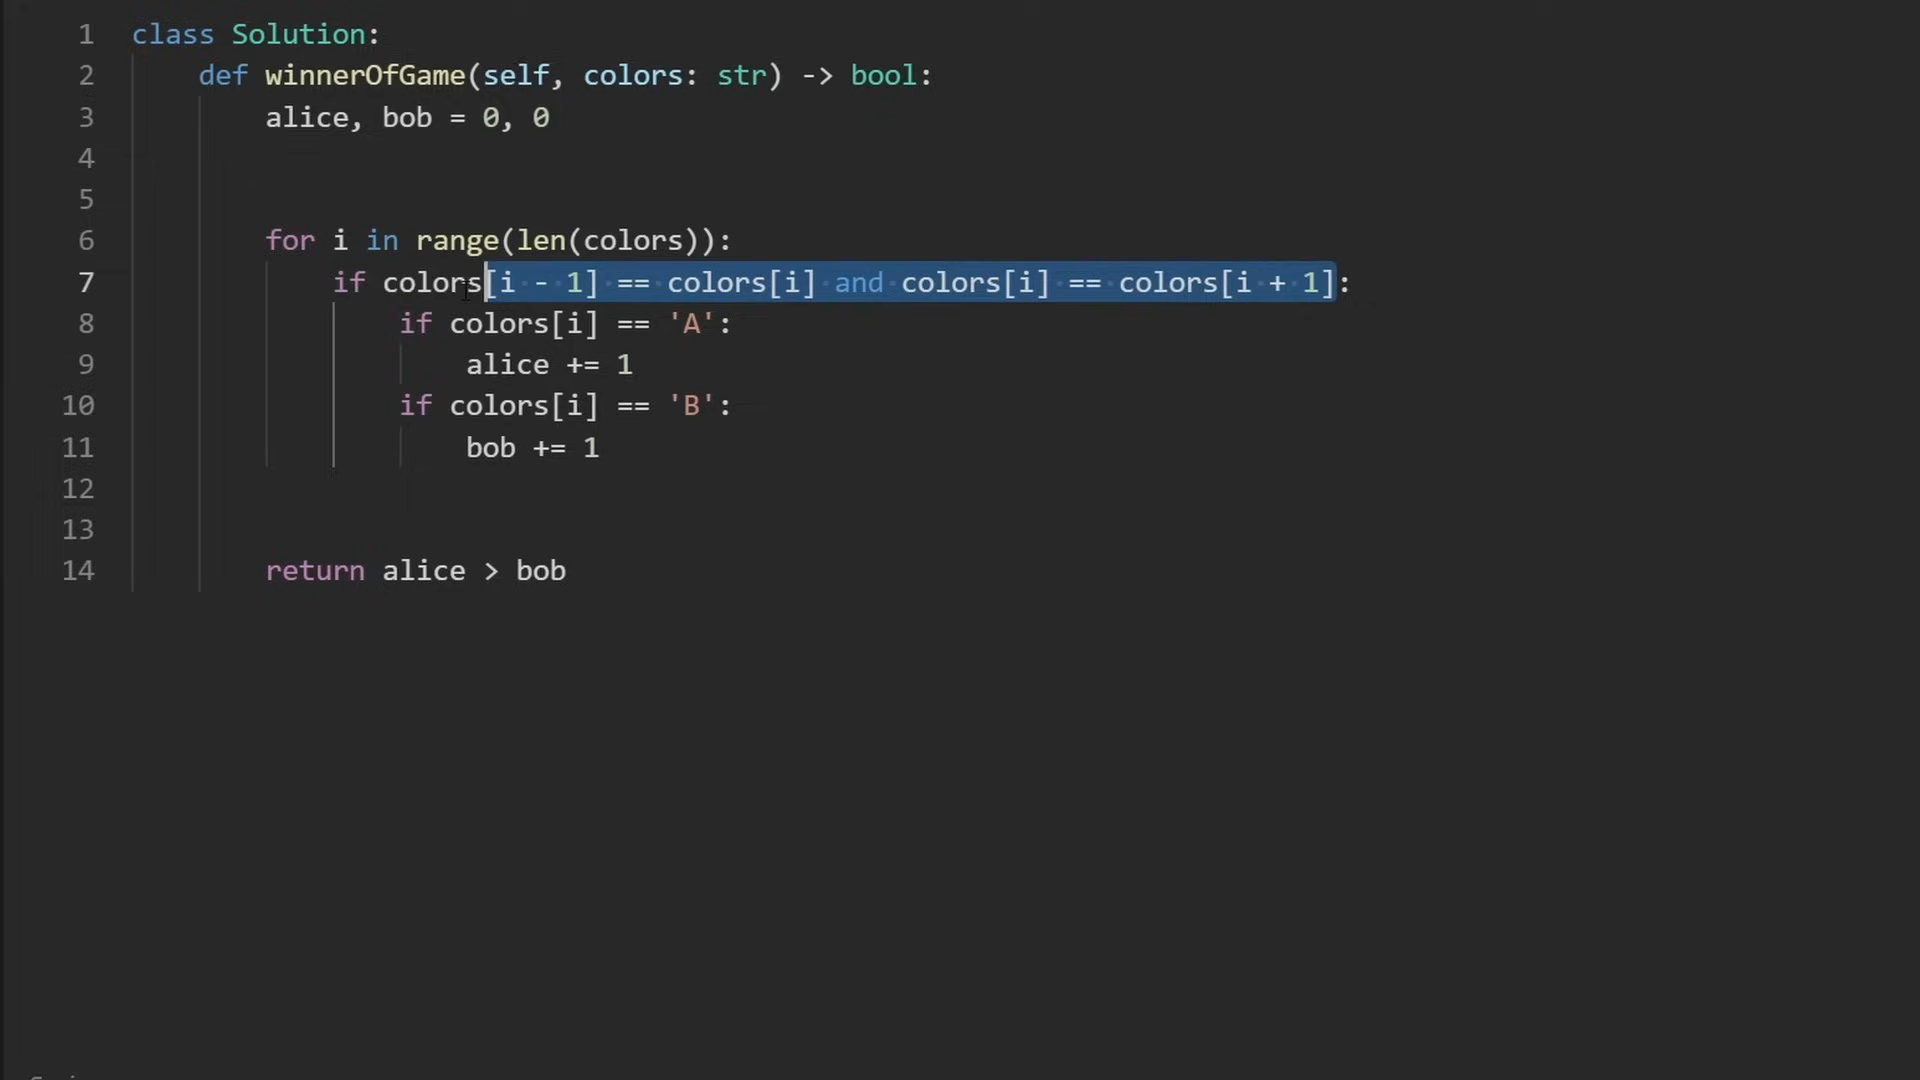 1 class Solution:
2 def winnerOfGame(self, colors: str) -> bool:
3 alice, bob = 0, 0
4
5
6 for i in range(len(colors)):
7 if colors[i - 1] == colors[i] and colors[i] == colors[i + 1]:
8 if colors[i] == 'A':
9 alice += 1
10 if colors[i] == 'B':
11 bob += 1
12
13
14 return alice > bob